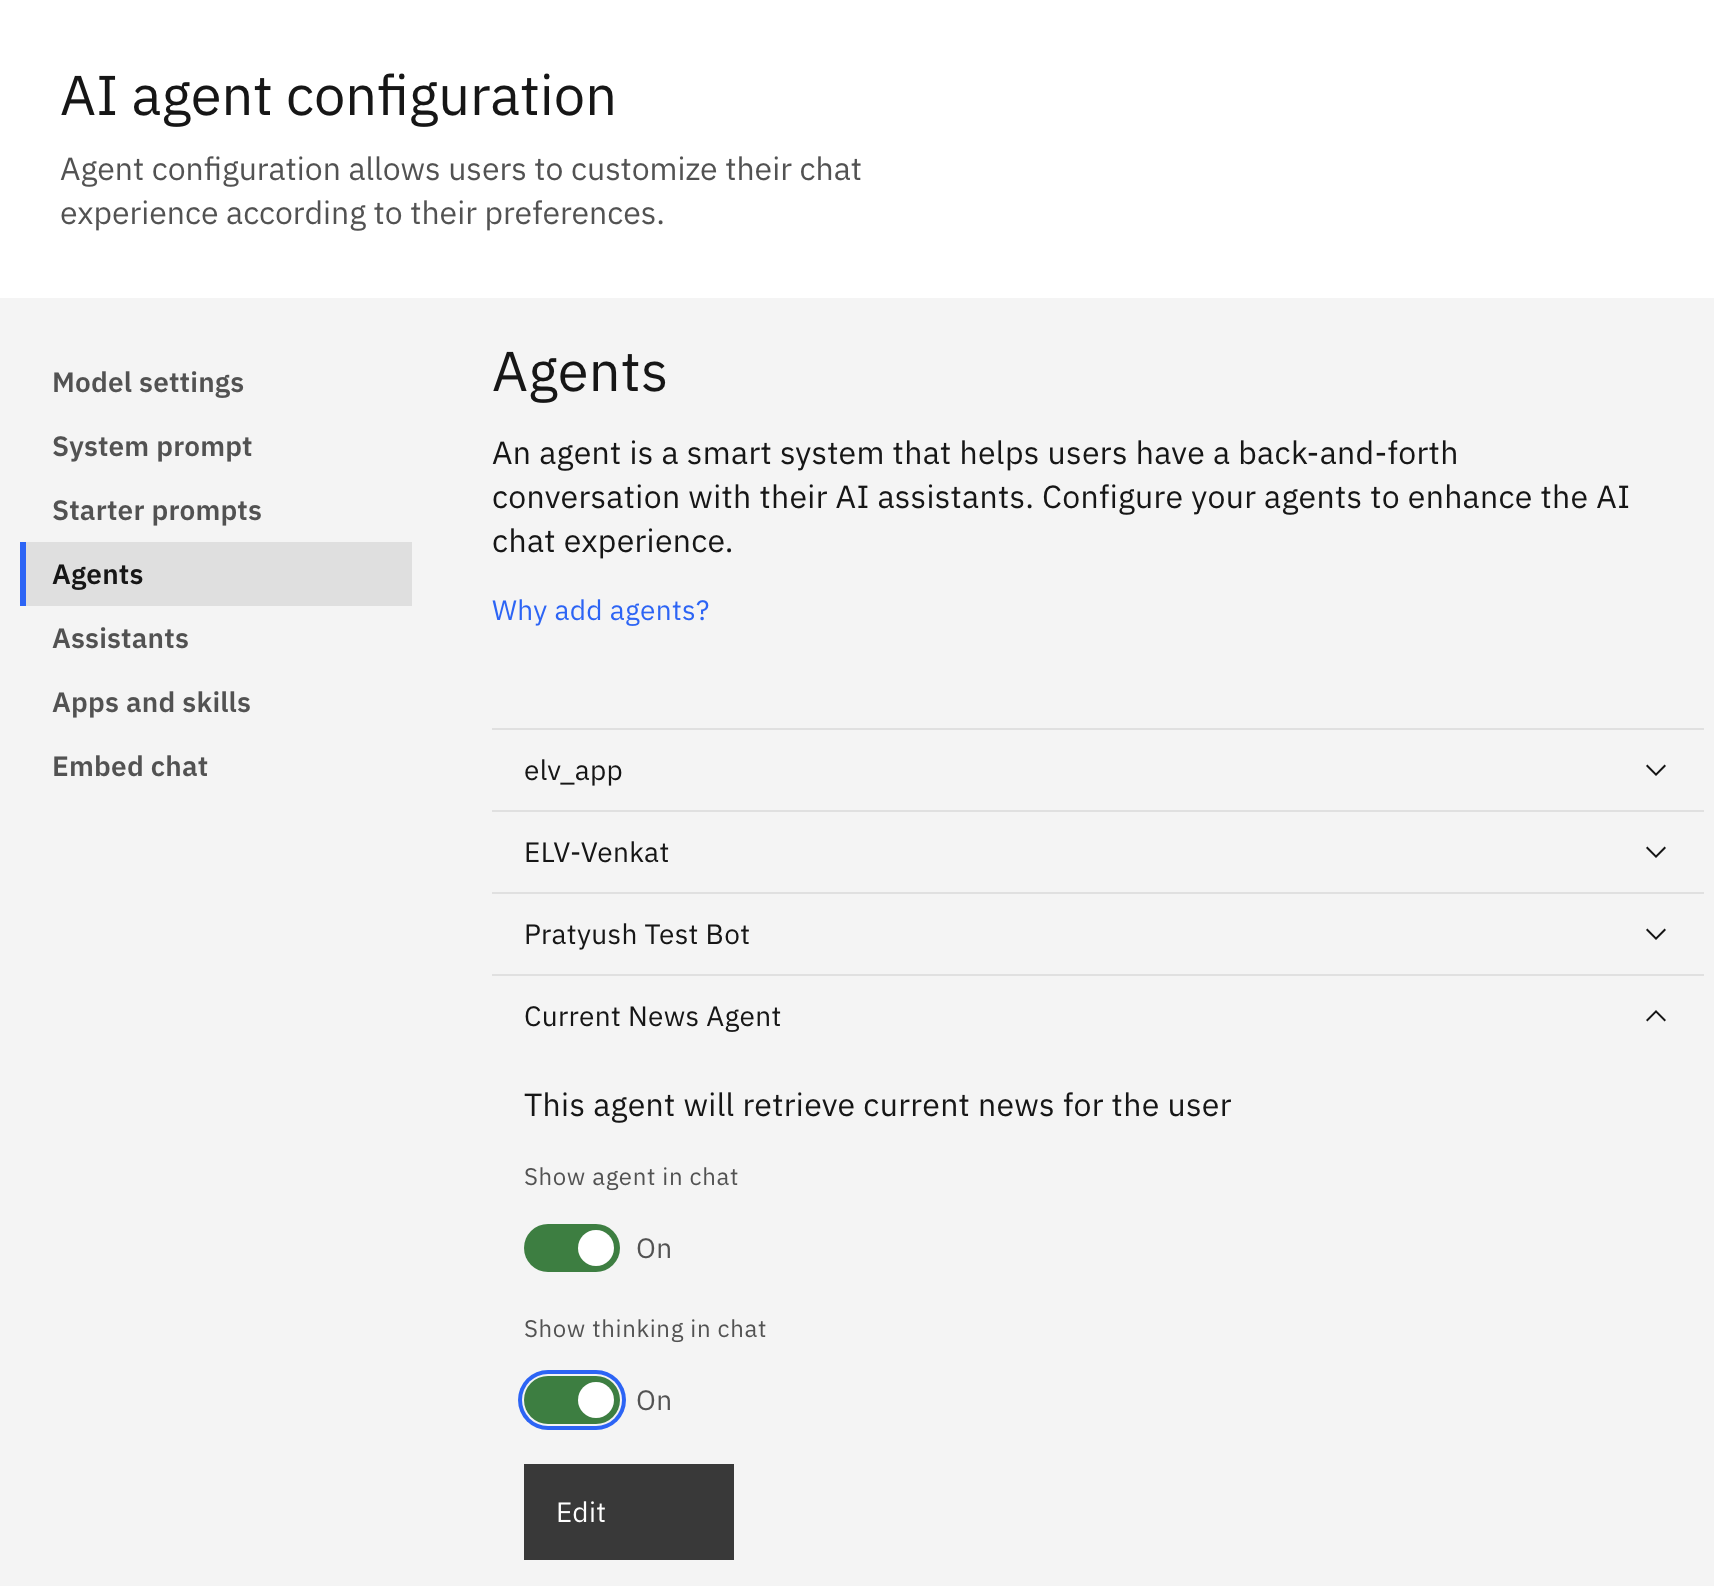 AI agent configuration
Agent configuration allows users to customize their chat
experience according to their preferences.
Model settings
System prompt
Starter prompts
Agents
Assistants
Apps and skills
Embed chat
Agents
An agent is a smart system that helps users have a back-and-forth
conversation with their AI assistants. Configure your agents to enhance the AI
chat experience.
Why add agents?
elv_app
ELV-Venkat
Pratyush Test Bot
Current News Agent
This agent will retrieve current news for the user
Show agent in chat
On
Show thinking in chat
On
Edit